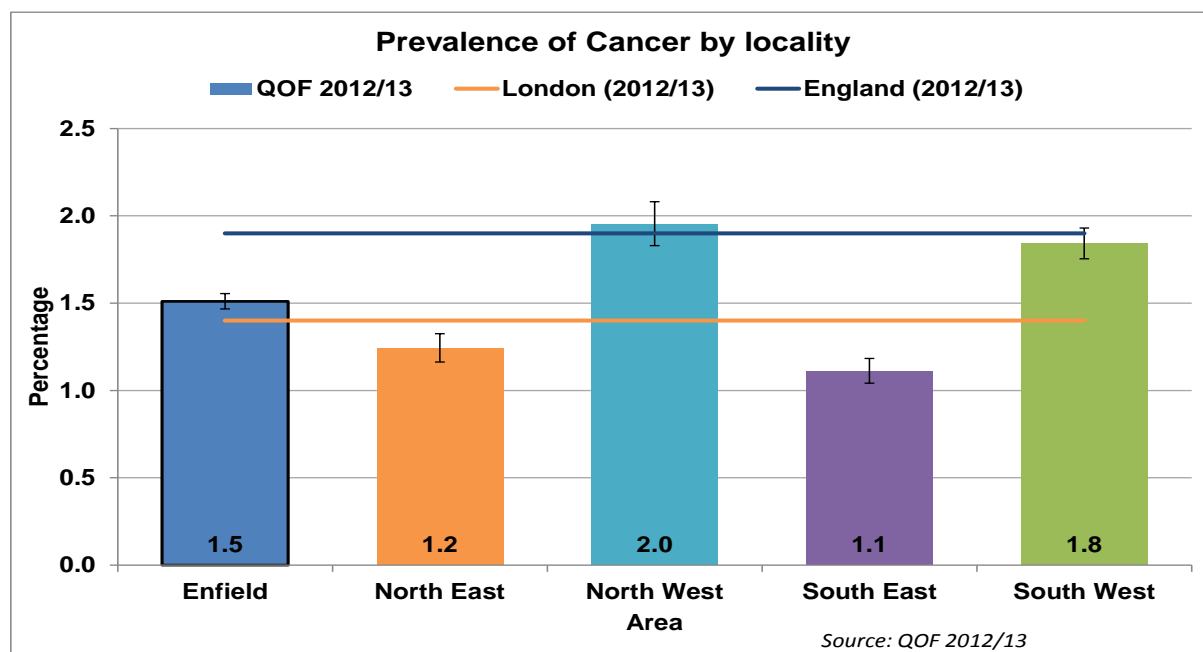 Prevalence of Cancer by locality
QOF 2012/13 London (2012/13) England (2012/13)
Percentage
2.5
2.0
1.5
1.0
0.5
0.0
1.5 1.2 2.0 1.1 1.8
Enfield North East North West South East South West
Area
Source: QOF 2012/13